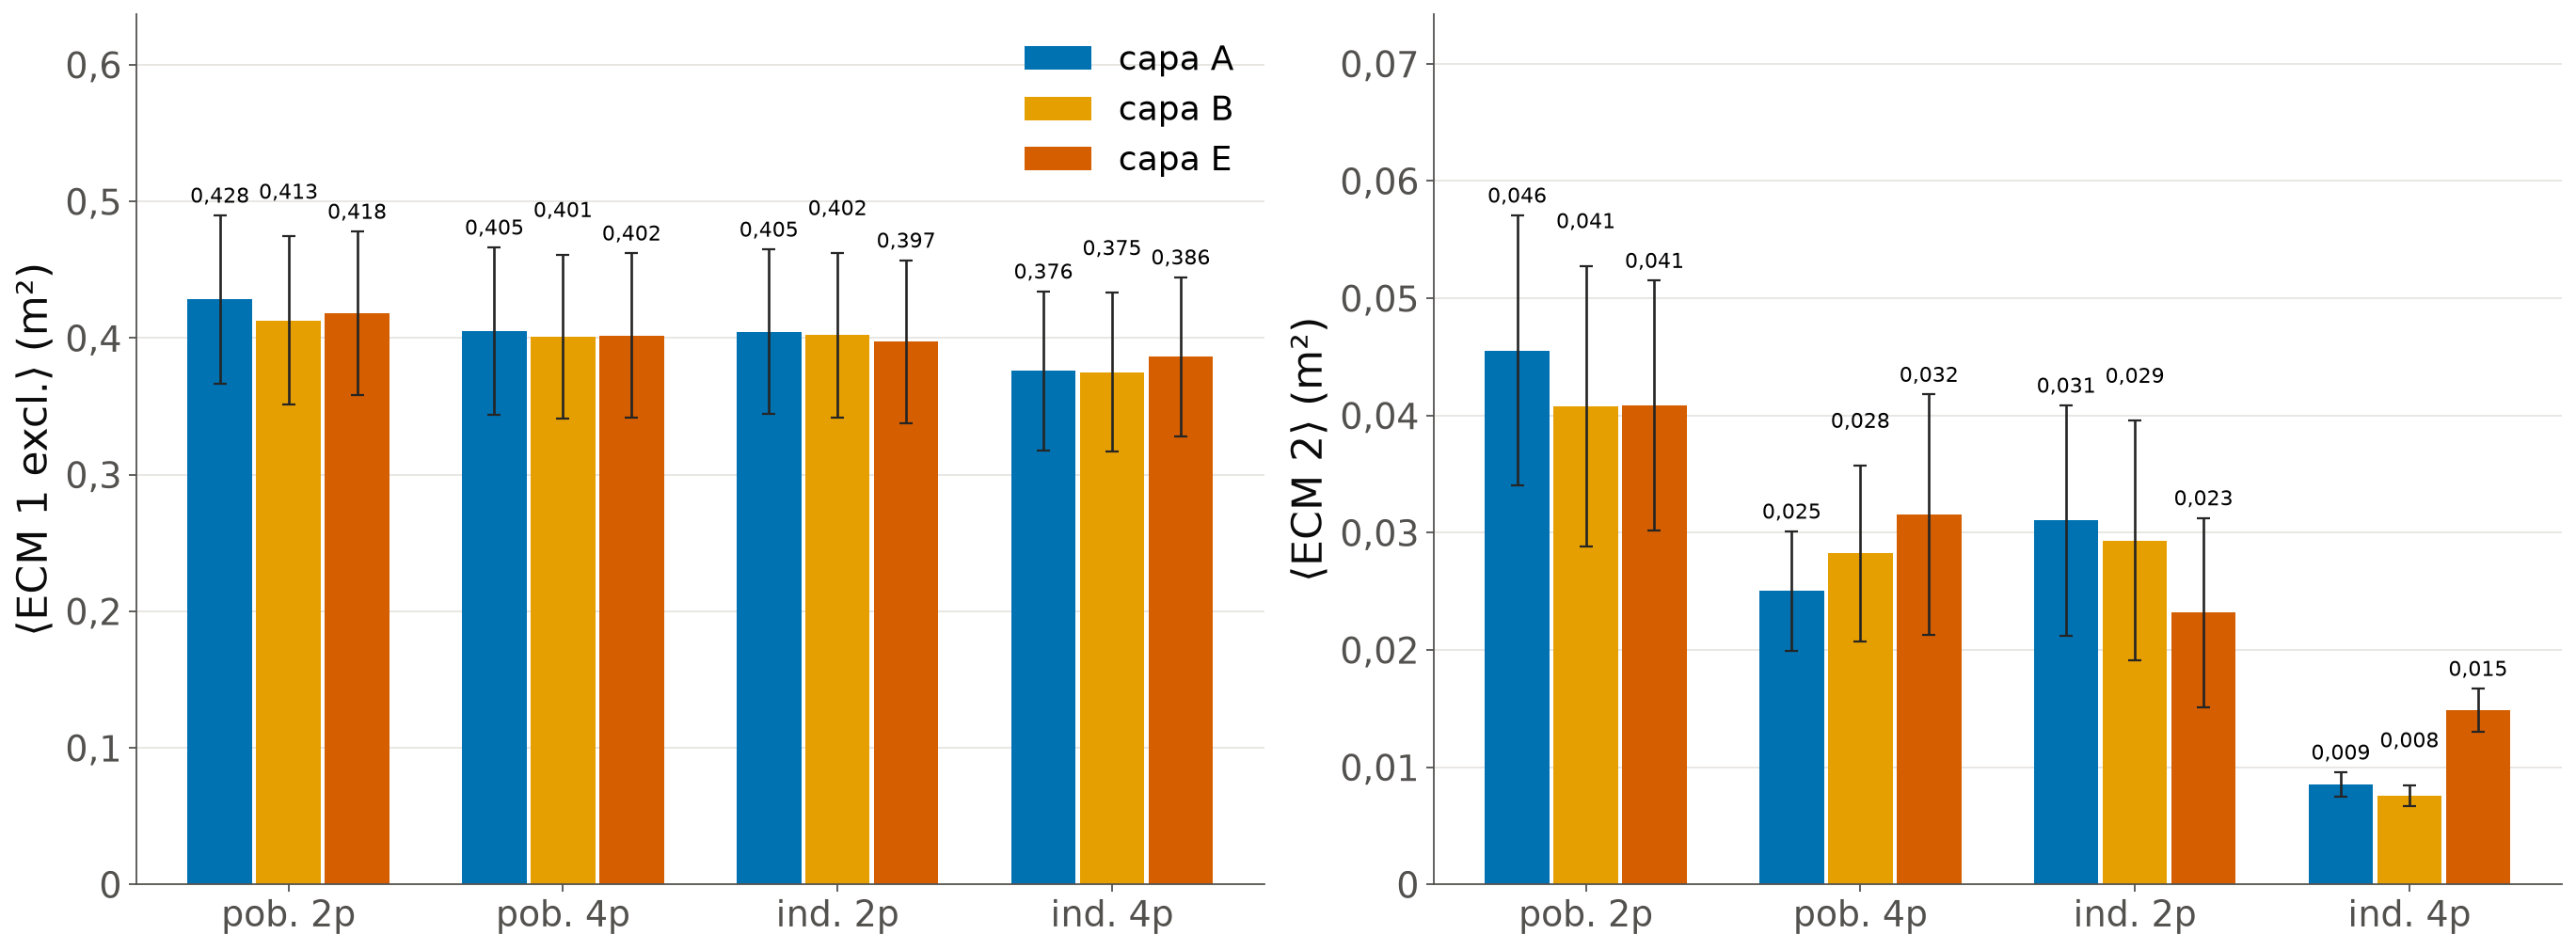 ⟨ECM 1 excl.⟩ (m²)
0,6
0,5
0,4
0,3
0,2
0,1
0
capa A
capa B
capa E
0,428 0,413 0,418
0,405 0,401 0,402
0,405 0,402 0,397
0,376 0,375 0,386
pob. 2p pob. 4p ind. 2p ind. 4p
⟨ECM 2⟩ (m²)
0,07
0,06
0,05
0,04
0,03
0,02
0,01
0
0,046 0,041 0,041
0,025 0,028 0,032
0,031 0,029 0,023
0,009 0,008 0,015
pob. 2p pob. 4p ind. 2p ind. 4p